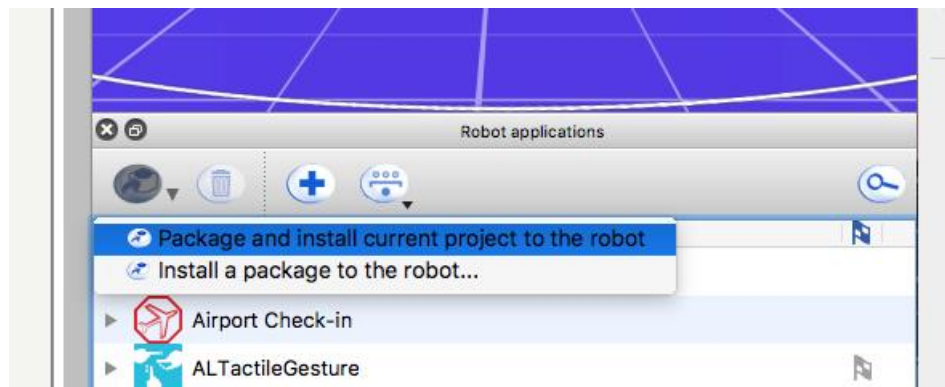 Robot applications
Package and install current project to the robot
Install a package to the robot...
Airport Check-in
ALTactileGesture